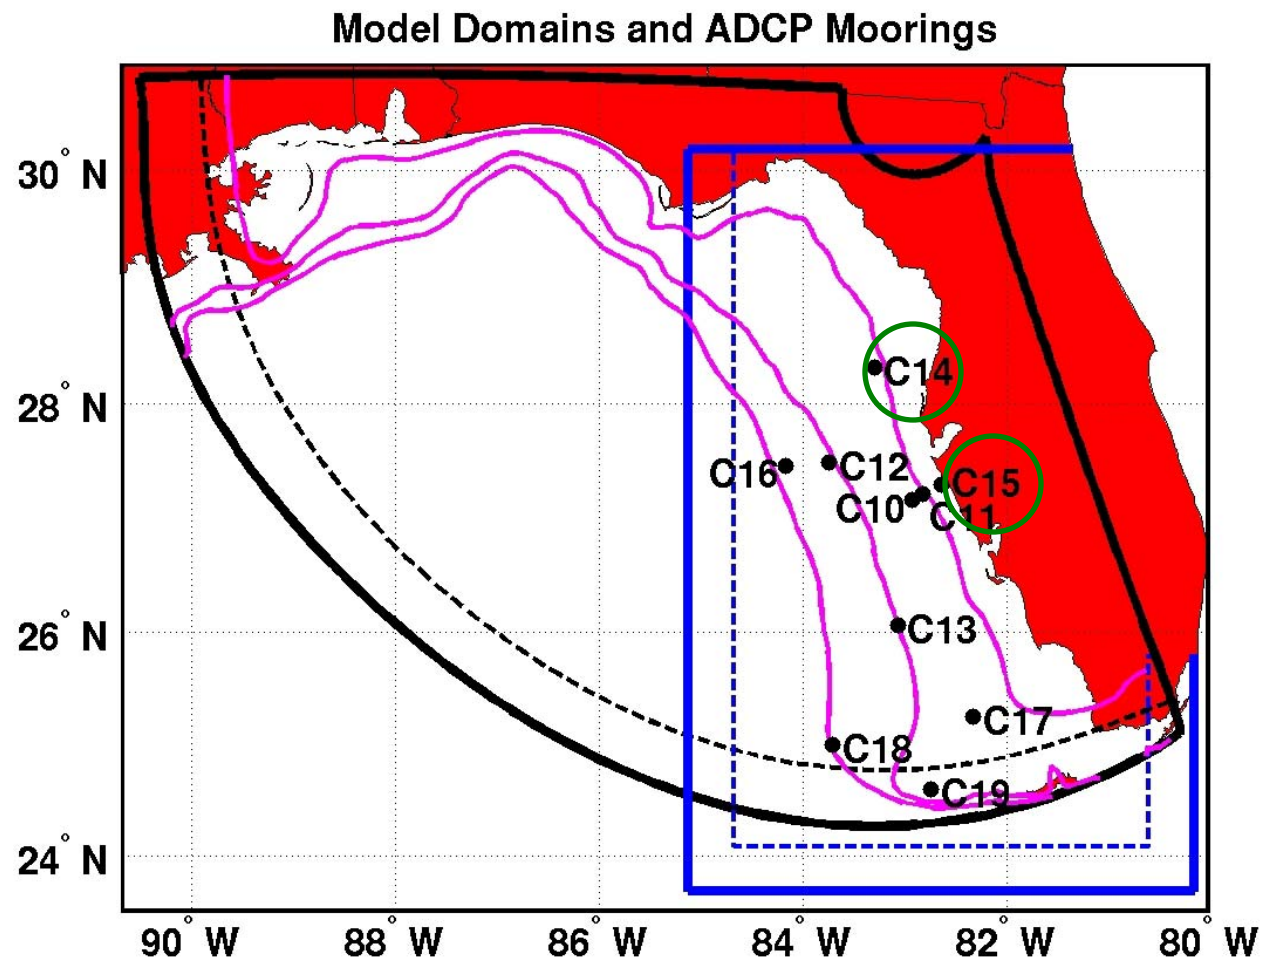 Model Domains and ADCP Moorings
30° N
28° N
26° N
24° N
C14
C16
C12
C15
C10
C11
C13
C17
C18
C19
90° W
88° W
86° W
84° W
82° W
80° W